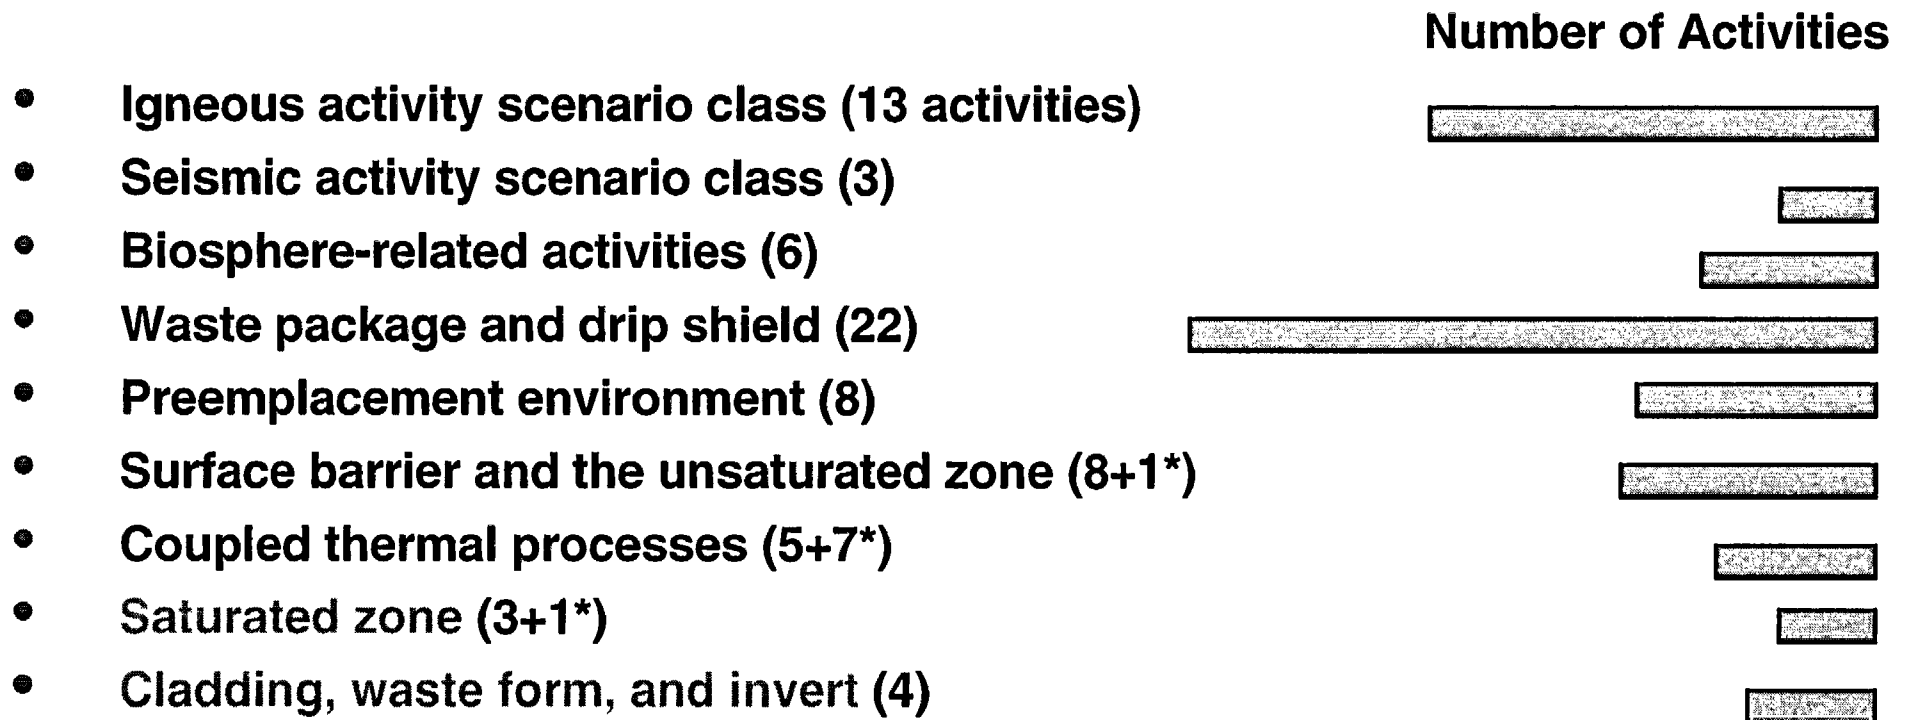 Number of Activities
• Igneous activity scenario class (13 activities)
• Seismic activity scenario class (3)
• Biosphere-related activities (6)
• Waste package and drip shield (22)
• Preemplacement environment (8)
• Surface barrier and the unsaturated zone (8+1*)
• Coupled thermal processes (5+7*)
• Saturated zone (3+1*)
• Cladding, waste form, and invert (4)